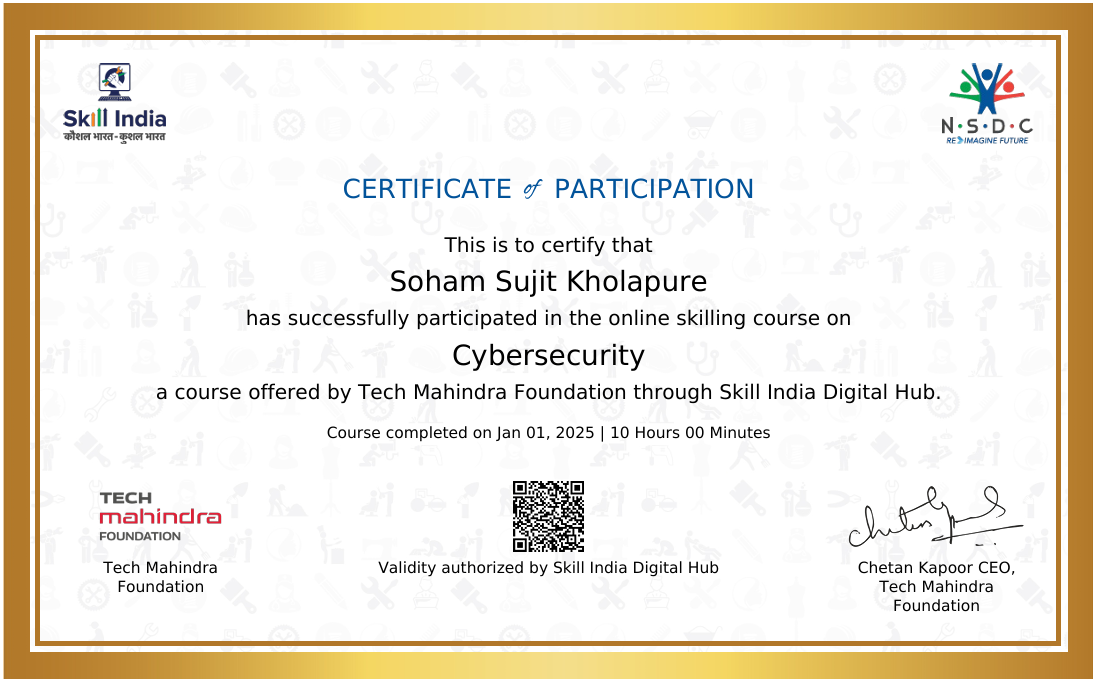 Skill India
कौशल भारत-कुशल भारत
N·S·D·C
RE IMAGINE FUTURE
CERTIFICATE of PARTICIPATION
This is to certify that
Soham Sujit Kholapure
has successfully participated in the online skilling course on
Cybersecurity
a course offered by Tech Mahindra Foundation through Skill India Digital Hub.
Course completed on Jan 01, 2025 | 10 Hours 00 Minutes
TECH
mahindra
FOUNDATION
Tech Mahindra
Foundation
Validity authorized by Skill India Digital Hub
Chetan Kapoor CEO,
Tech Mahindra
Foundation